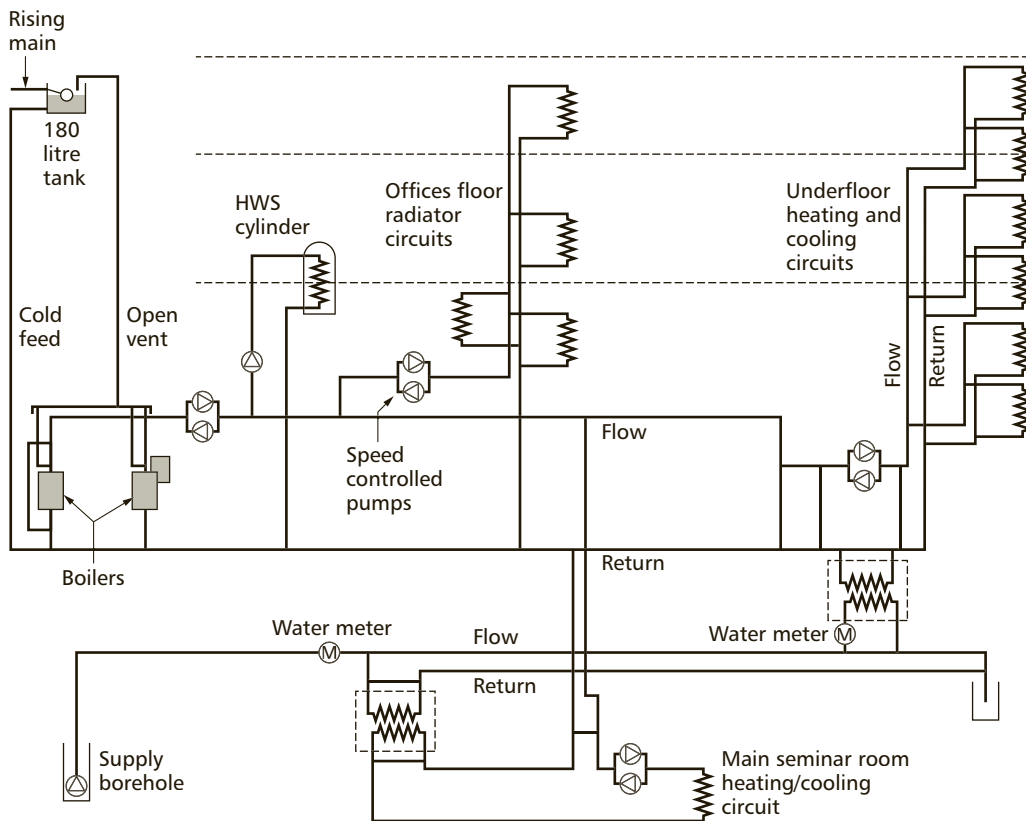 Rising
main
180
litre
tank
HWS
cylinder
Offices floor
radiator
circuits
Underfloor
heating and
cooling
circuits
Cold
feed
Open
vent
Flow
Return
Speed
controlled
pumps
Flow
Return
Boilers
Water meter
M
Flow
Water meter
M
Return
Supply
borehole
Main seminar room
heating/cooling
circuit